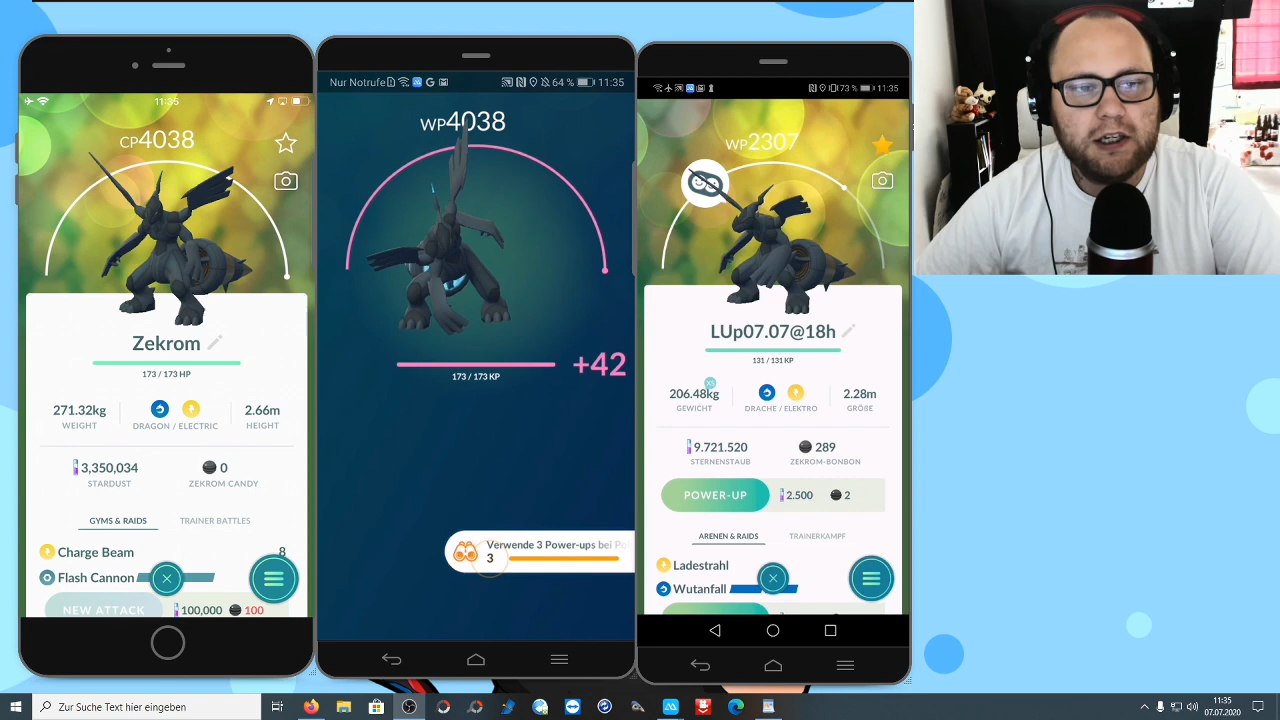 11:35
CP4038
Zekrom
173 / 173 HP
271.32kg
WEIGHT
DRAGON / ELECTRIC
2.66m
HEIGHT
3,350,034
STARDUST
0
ZEKROM CANDY
GYMS & RAIDS
TRAINER BATTLES
Charge Beam
8
Flash Cannon
NEW ATTACK
100,000
100
Nur Notrufe
64 %
11:35
WP4038
+42
173 / 173 KP
Verwende 3 Power-ups bei
3
73 %
11:35
WP2307
LUp07.07@18h
131 / 131 KP
XS
206.48kg
GEWICHT
DRACHE / ELEKTRO
2.28m
GRÖßE
9.721.520
STERNENSTAUB
289
ZEKROM-BONBON
POWER-UP
2.500
2
ARENEN & RAIDS
TRAINERKAMPF
Ladestrahl
Wutanfall
Zur Suche Text hier eingeben
11:35
07.07.2020